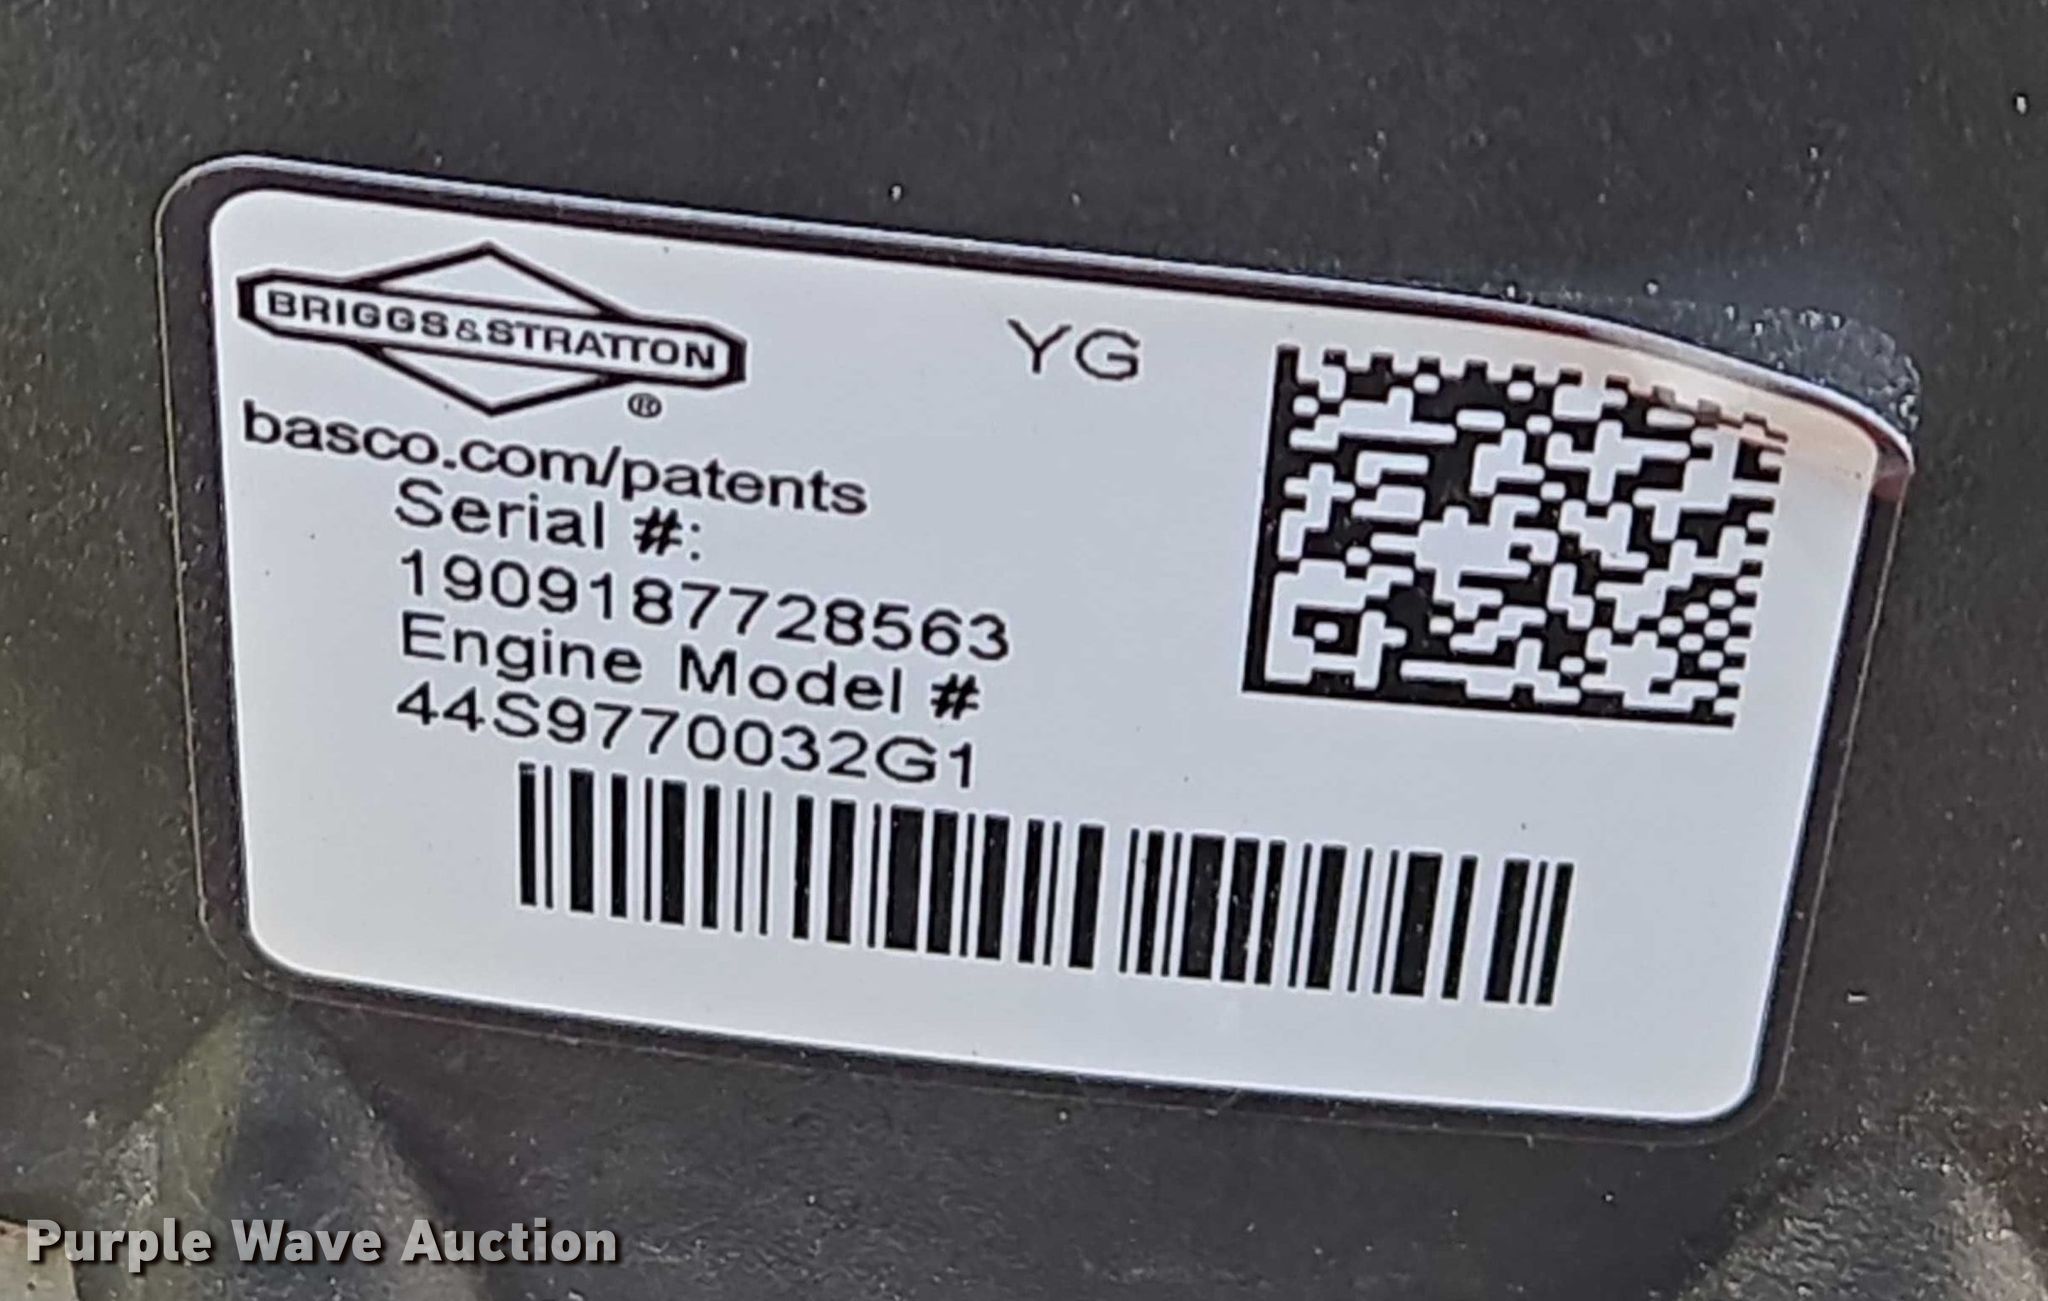 BRIGGS&STRATTON®
YG
basco.com/patents
Serial #:
1909187728563
Engine Model #
44S9770032G1
Purple Wave Auction